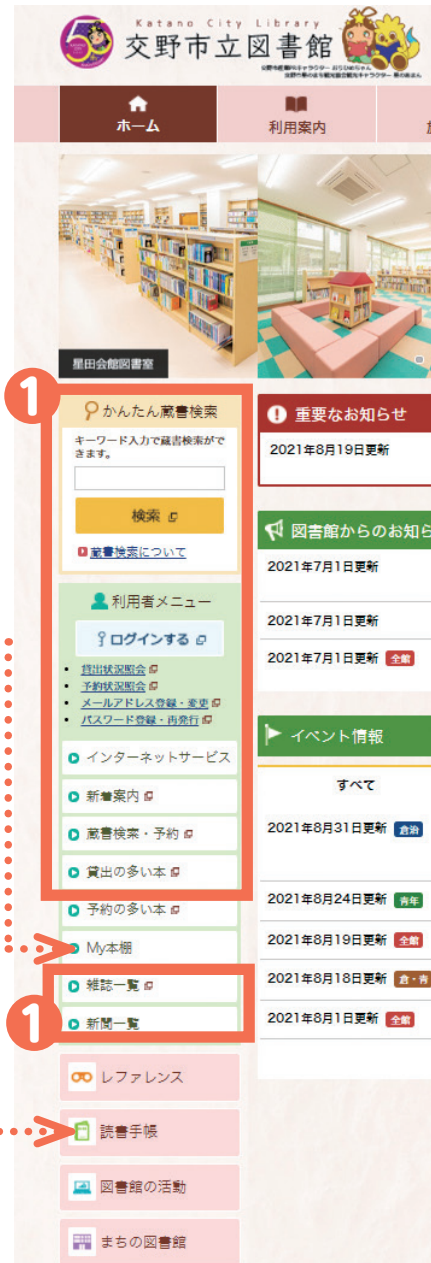 Katano City Library
交野市立図書館
ホーム
利用案内
星田会館図書室
1
かんたん蔵書検索
キーワード入力で蔵書検索がで
きます。
検索
蔵書検索について
利用者メニュー
ログインする
貸出状況照会
予約状況照会
メールアドレス登録・変更
パスワード登録・再発行
インターネットサービス
新着案内
蔵書検索・予約
貸出の多い本
予約の多い本
My本棚
1
雑誌一覧
新聞一覧
レファレンス
読書手帳
図書館の活動
まちの図書館
重要なお知らせ
2021年8月19日更新
図書館からのお知ら
2021年7月1日更新
2021年7月1日更新
2021年7月1日更新 全館
イベント情報
すべて
2021年8月31日更新 倉治
2021年8月24日更新 青年
2021年8月19日更新 全館
2021年8月18日更新 倉・青
2021年8月1日更新 全館